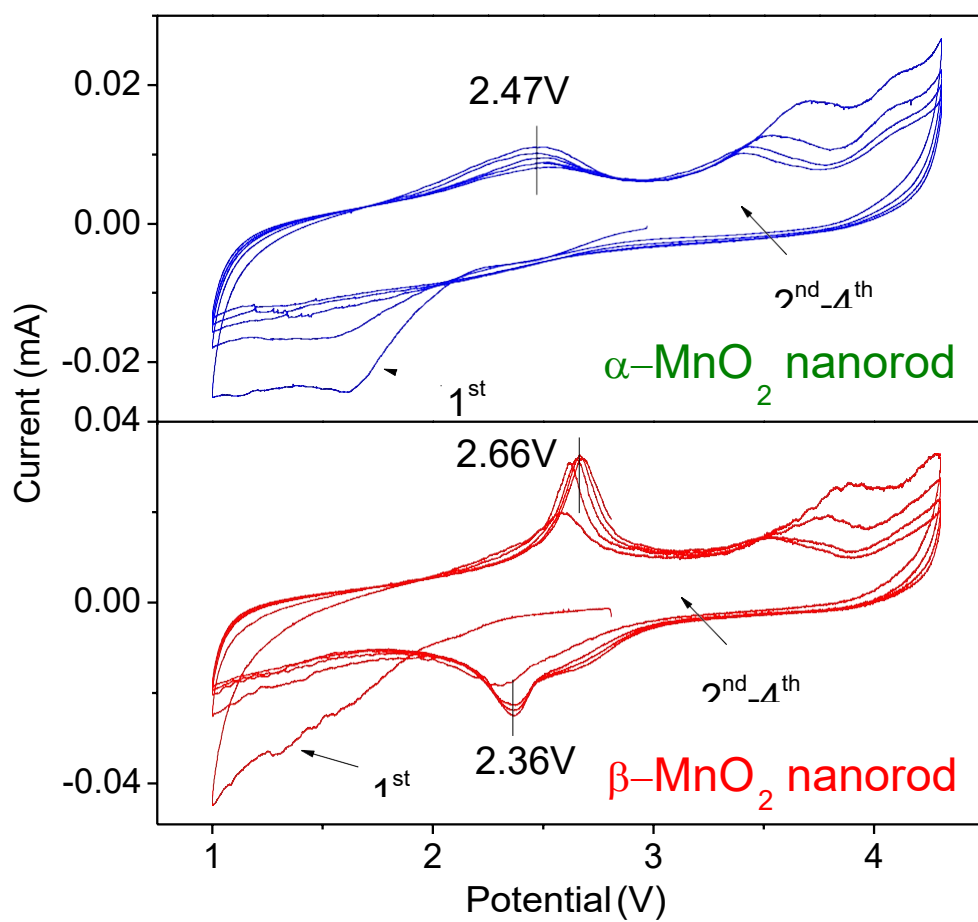 0.02
0.00
-0.02
0.04
0.00
-0.04
Current (mA)
2.47V
2nd-4th
1st
α–MnO2 nanorod
2.66V
2nd-4th
2.36V
1st
β–MnO2 nanorod
1 2 3 4
Potential (V)